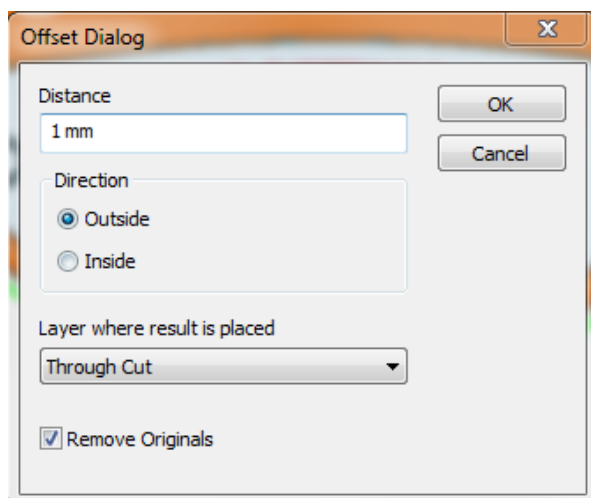 Offset Dialog
Distance
OK
1 mm
Cancel
Direction
Outside
Inside
Layer where result is placed
Through Cut
Remove Originals